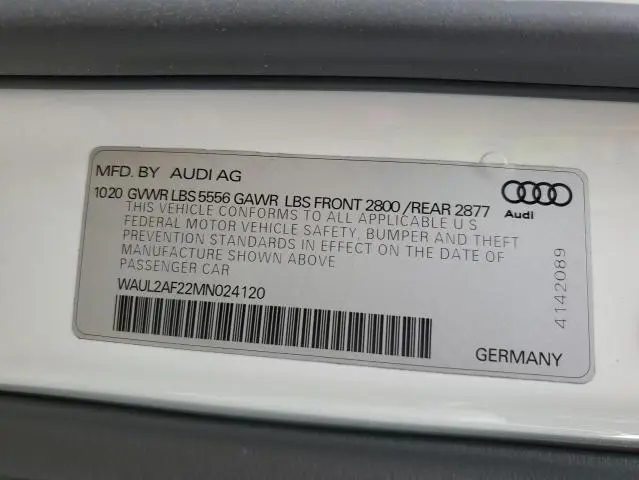 MFD. BY AUDI AG
1020 GVWR LBS 5556 GAWR LBS FRONT 2800 /REAR 2877
THIS VEHICLE CONFORMS TO ALL APPLICABLE U S
FEDERAL MOTOR VEHICLE SAFETY, BUMPER AND THEFT
PREVENTION STANDARDS IN EFFECT ON THE DATE OF
MANUFACTURE SHOWN ABOVE
PASSENGER CAR
WAUL2AF22MN024120
GERMANY
Audi
4142089